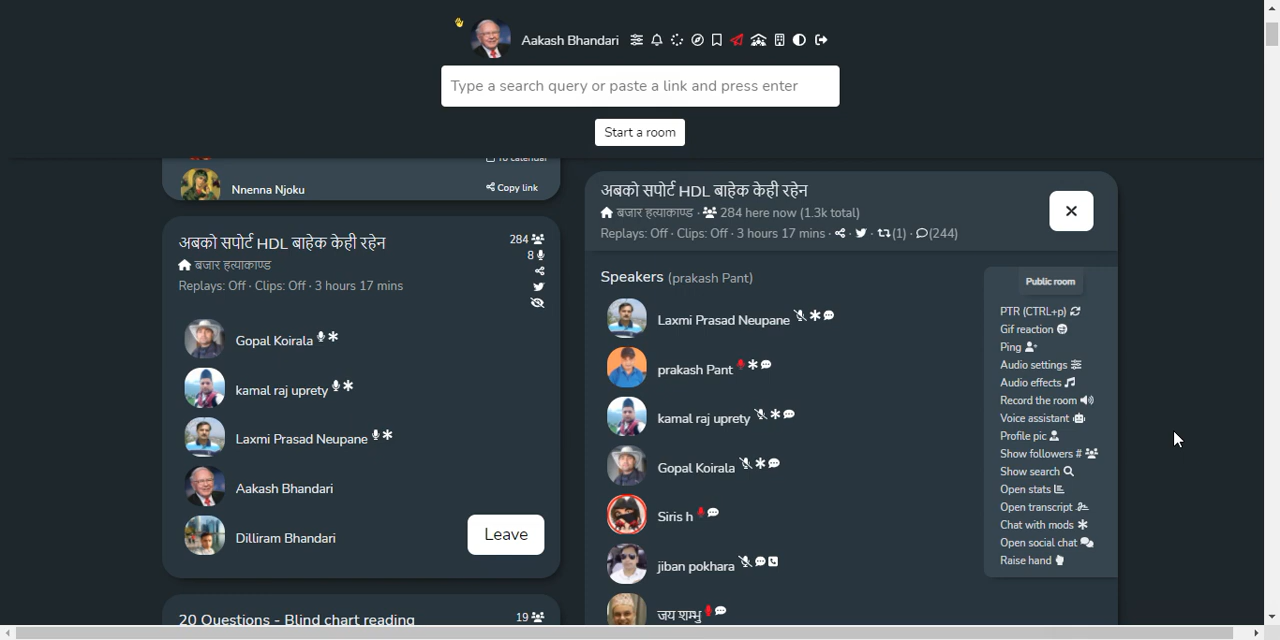 Aakash Bhandari
Type a search query or paste a link and press enter
Start a room
To calendar
Nnenna Njoku
Copy link
अबको सपोर्ट HDL बाहेक केही रहेन
284
बजार हत्याकाण्ड
8
Replays: Off · Clips: Off · 3 hours 17 mins
Gopal Koirala
kamal raj uprety
Laxmi Prasad Neupane
Aakash Bhandari
Dilliram Bhandari
Leave
20 Questions - Blind chart reading
19
अबको सपोर्ट HDL बाहेक केही रहेन
बजार हत्याकाण्ड · 284 here now (1.3k total)
Replays: Off · Clips: Off · 3 hours 17 mins · · · (1) · (244)
Speakers (prakash Pant)
Laxmi Prasad Neupane
prakash Pant
kamal raj uprety
Gopal Koirala
Siris h
jiban pokhara
जय शम्भु
Public room
PTR (CTRL+p)
Gif reaction
Ping
Audio settings
Audio effects
Record the room
Voice assistant
Profile pic
Show followers #
Show search
Open stats
Open transcript
Chat with mods
Open social chat
Raise hand